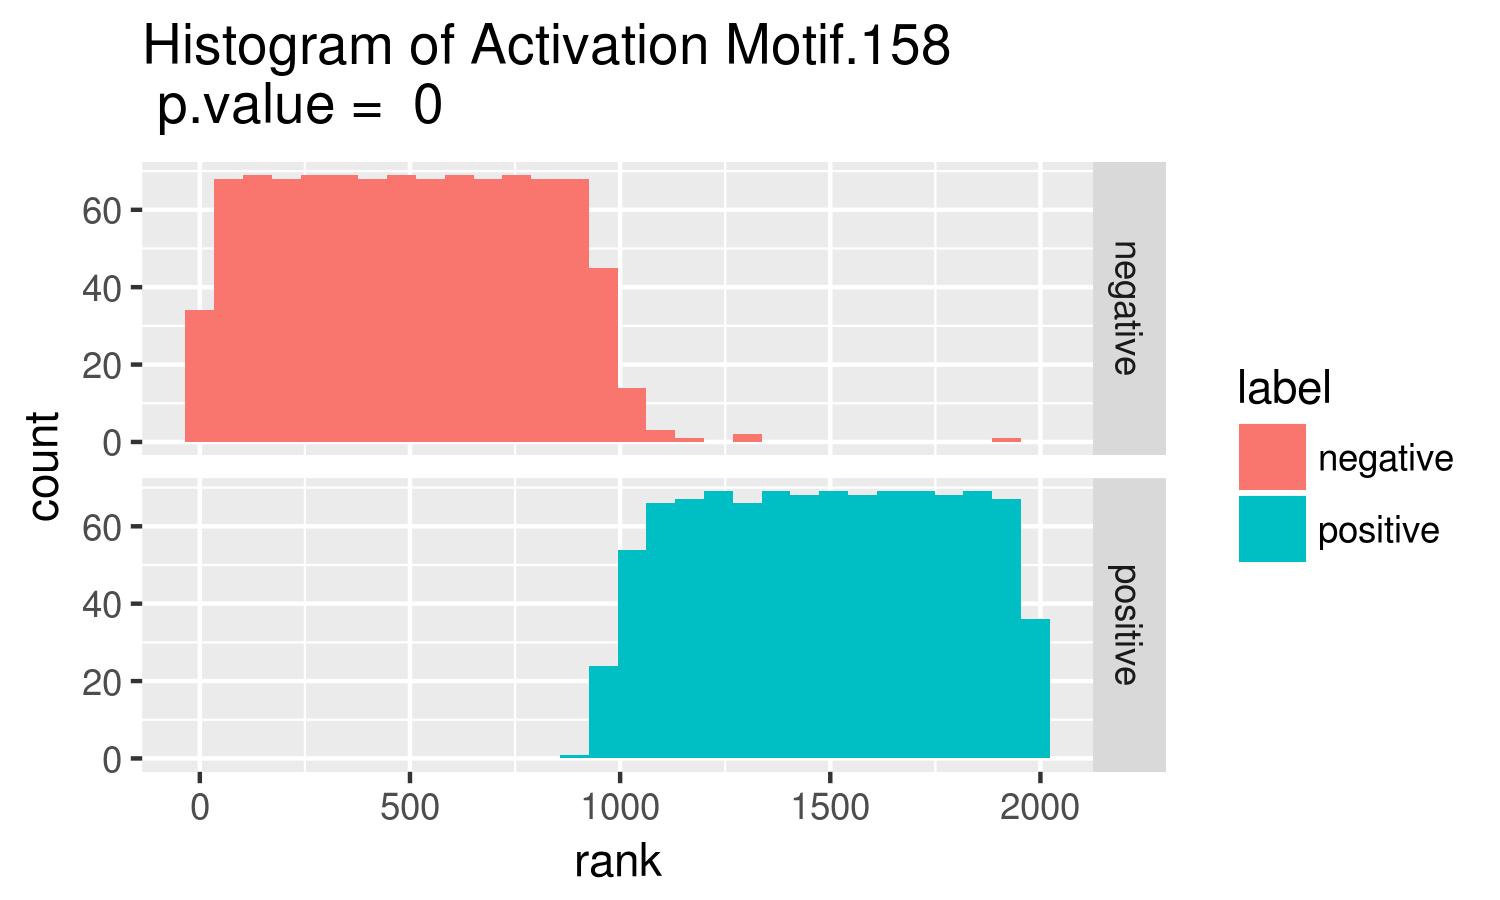 Histogram of Activation Motif.158
p.value =  0
count
60
40
20
0
negative
60
40
20
0
positive
0 500 1000 1500 2000
rank
label
negative
positive